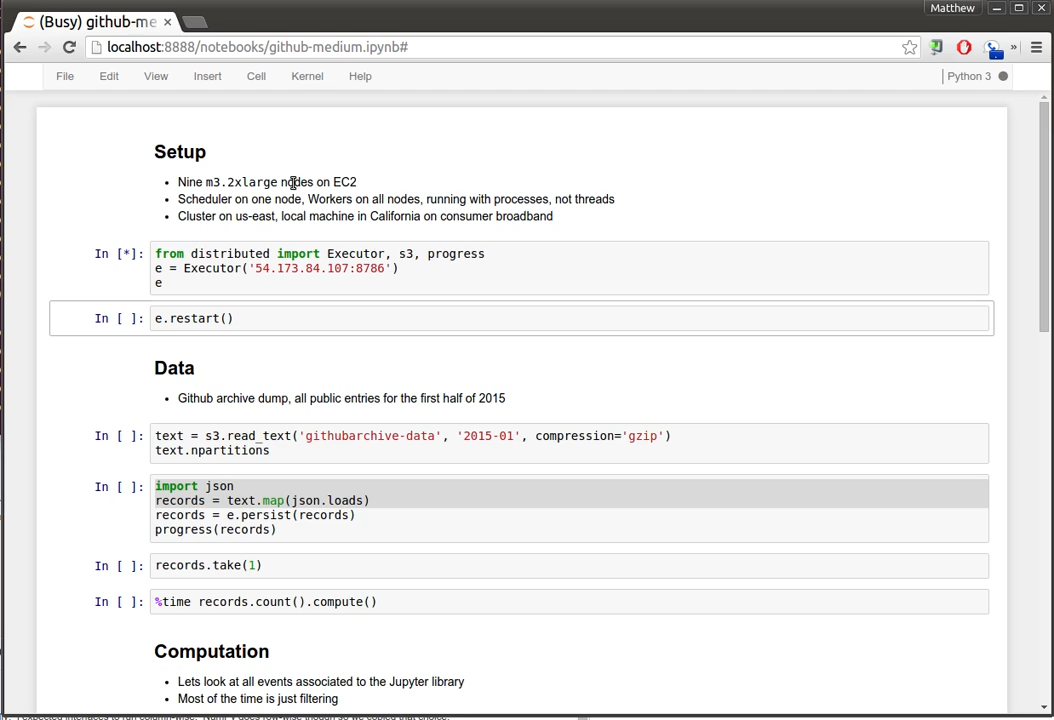 Matthew
(Busy) github-me
localhost:8888/notebooks/github-medium.ipynb#
File Edit View Insert Cell Kernel Help Python 3
Setup
Nine m3.2xlarge nodes on EC2
Scheduler on one node, Workers on all nodes, running with processes, not threads
Cluster on us-east, local machine in California on consumer broadband
In [*]: from distributed import Executor, s3, progress
e = Executor('54.173.84.107:8786')
e
In [ ]: e.restart()
Data
Github archive dump, all public entries for the first half of 2015
In [ ]: text = s3.read_text('githubarchive-data', '2015-01', compression='gzip')
text.npartitions
In [ ]: import json
records = text.map(json.loads)
records = e.persist(records)
progress(records)
In [ ]: records.take(1)
In [ ]: %time records.count().compute()
Computation
Lets look at all events associated to the Jupyter library
Most of the time is just filtering